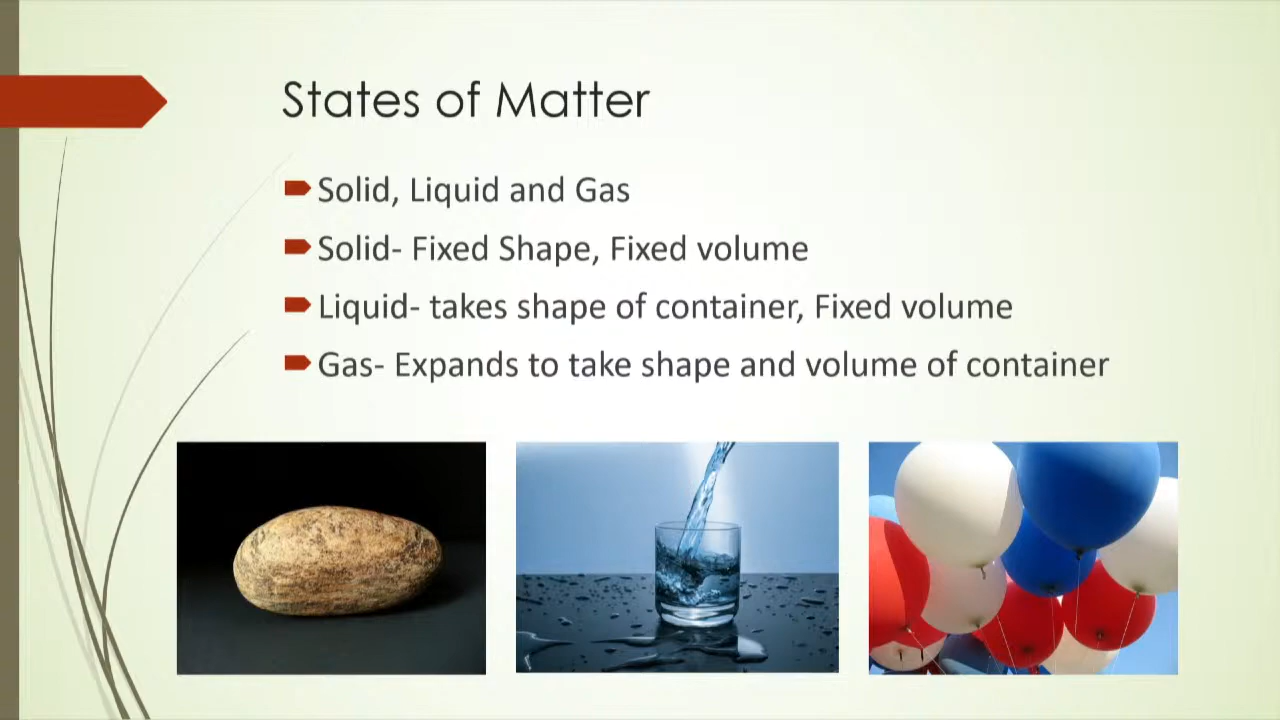 States of Matter
Solid, Liquid and Gas
Solid- Fixed Shape, Fixed volume
Liquid- takes shape of container, Fixed volume
Gas- Expands to take shape and volume of container